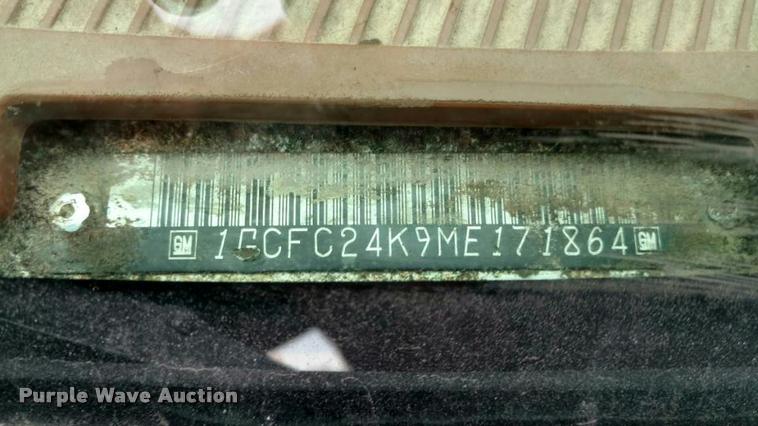 GM 1GCFC24K9ME171864 GM
Purple Wave Auction